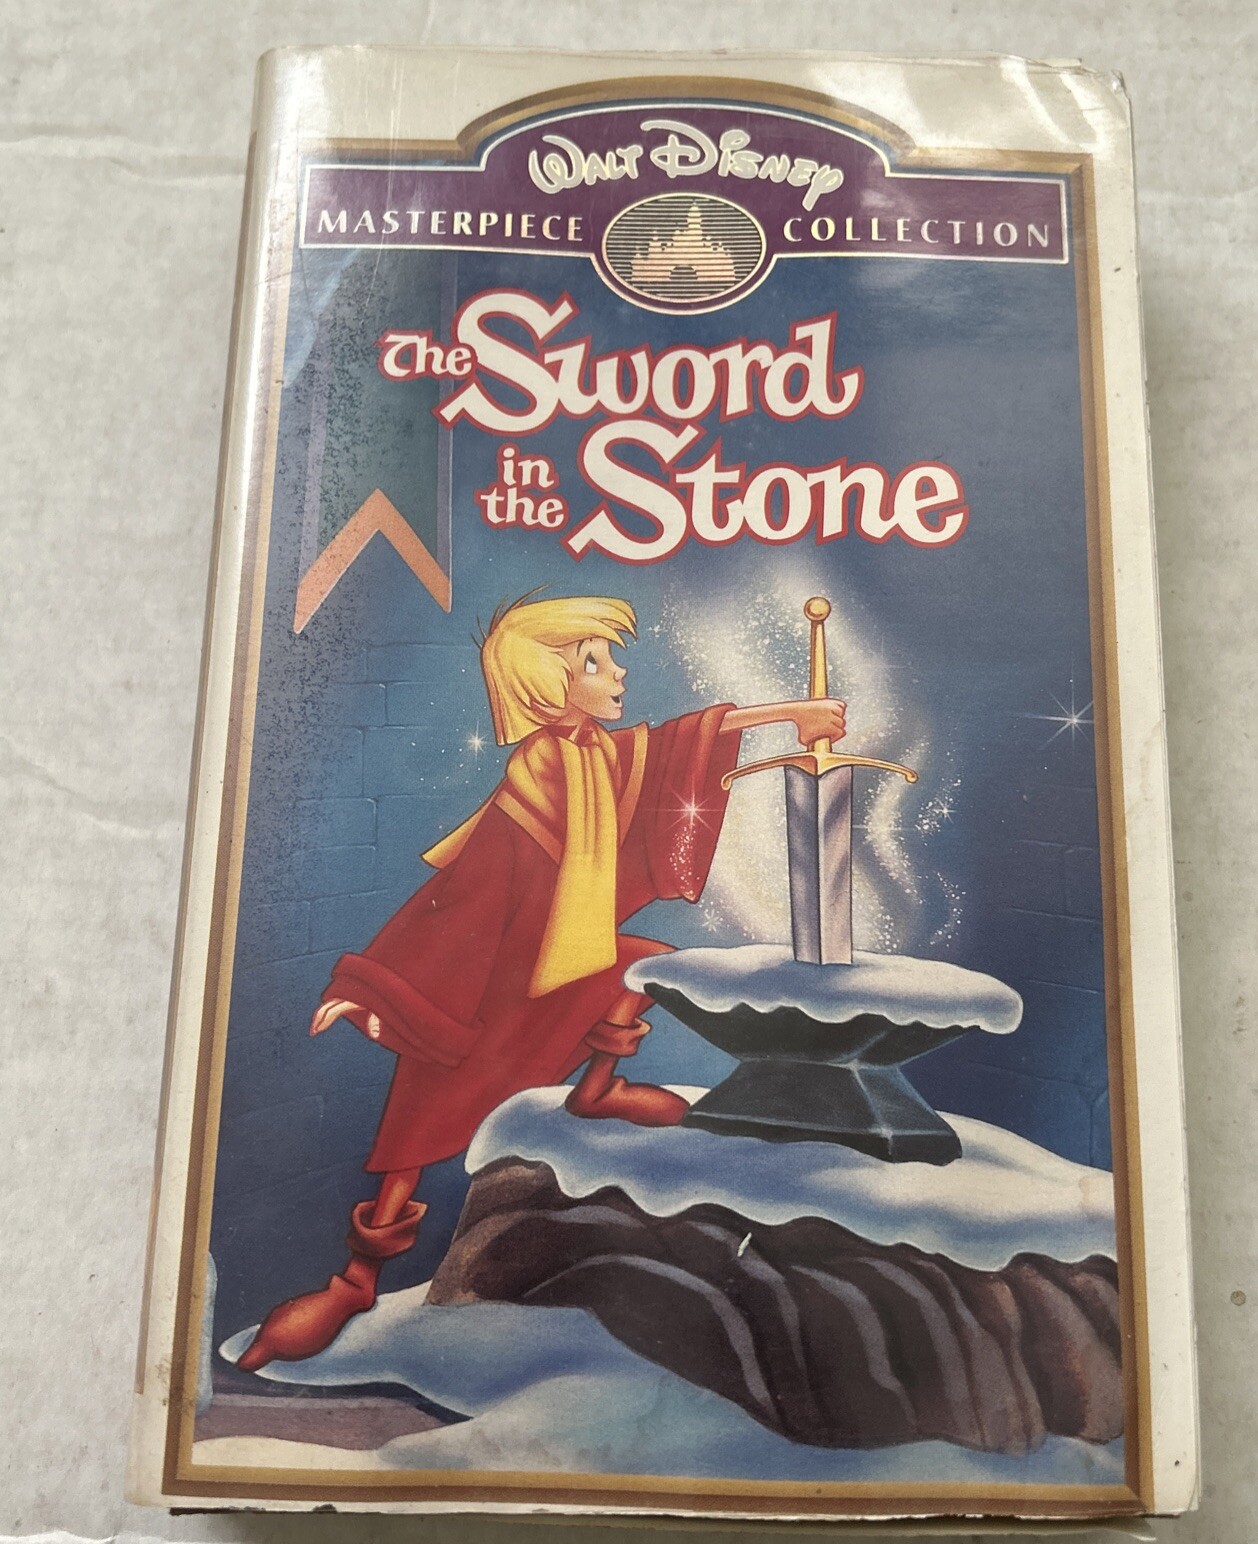 Walt Disney
MASTERPIECE COLLECTION
The Sword
in the Stone